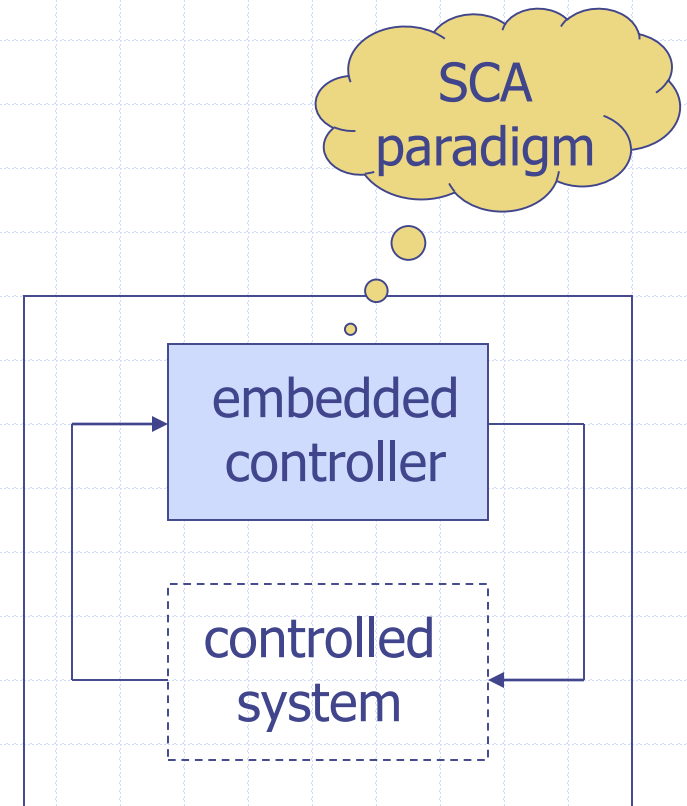 SCA
paradigm
embedded
controller
controlled
system